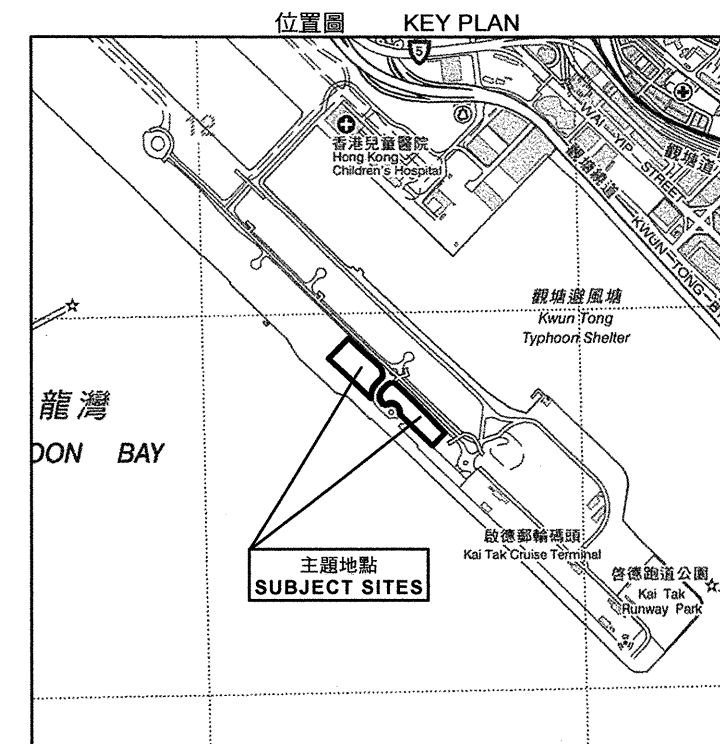 位置圖 KEY PLAN
5
12
香港兒童醫院
Hong Kong
Children's Hospital
WAI YIP STREET
觀塘道
觀塘繞道
KWUN TONG B
觀塘避風塘
Kwun Tong
Typhoon Shelter
龍灣
OON BAY
主題地點
SUBJECT SITES
啟德郵輪碼頭
Kai Tak Cruise Terminal
啓德跑道公園
Kai Tak
Runway Park